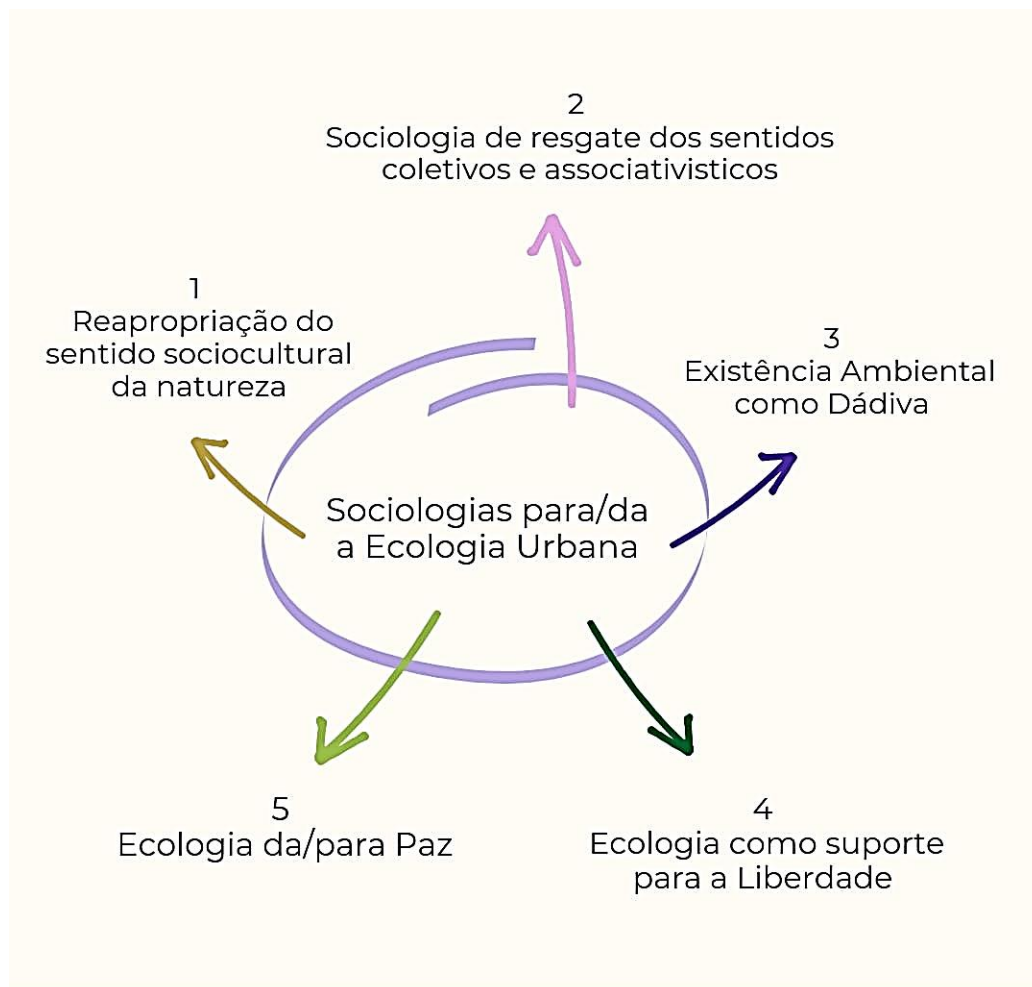 2
Sociologia de resgate dos sentidos
coletivos e associativisticos
1
Reapropriação do
sentido sociocultural
da natureza
3
Existência Ambiental
como Dádiva
Sociologias para/da
a Ecologia Urbana
5
Ecologia da/para Paz
4
Ecologia como suporte
para a Liberdade